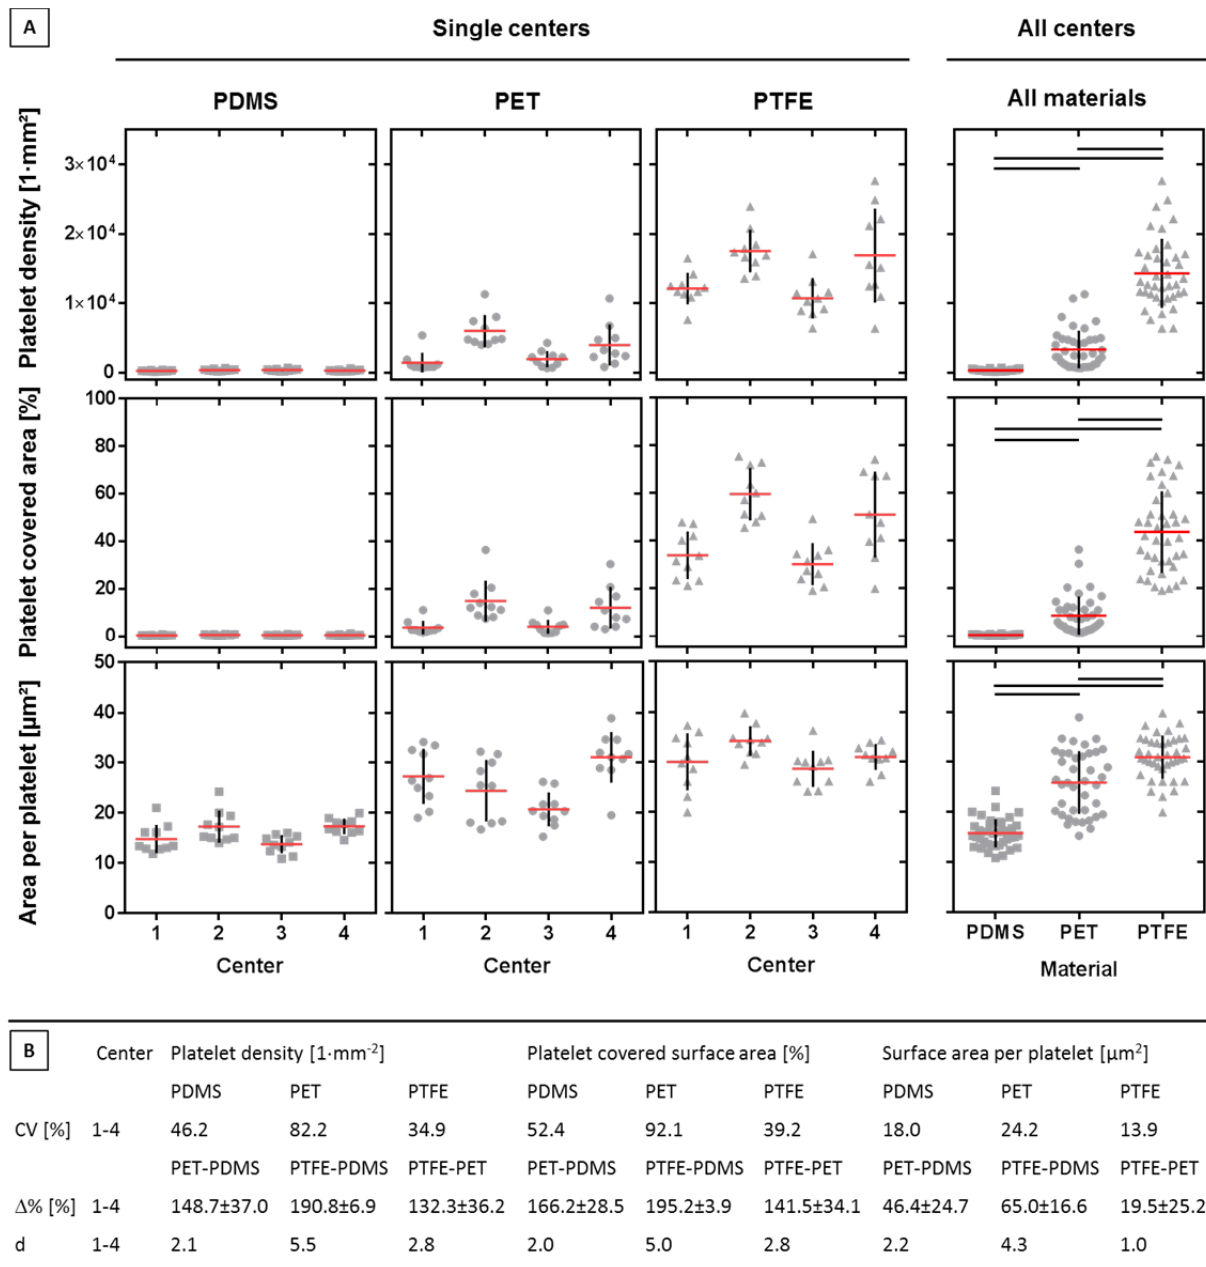 A
Single centers All centers
PDMS PET PTFE All materials
Platelet density [1·mm²]
3×10⁴
2×10⁴
1×10⁴
0
Platelet covered area [%]
100
80
60
40
20
0
Area per platelet [µm²]
50
40
30
20
10
0
1 2 3 4 1 2 3 4 1 2 3 4 PDMS PET PTFE
Center Center Center Material
B Center Platelet density [1·mm⁻²] Platelet covered surface area [%] Surface area per platelet [µm²]
PDMS PET PTFE PDMS PET PTFE PDMS PET PTFE
CV [%] 1-4 46.2 82.2 34.9 52.4 92.1 39.2 18.0 24.2 13.9
PET-PDMS PTFE-PDMS PTFE-PET PET-PDMS PTFE-PDMS PTFE-PET PET-PDMS PTFE-PDMS PTFE-PET
Δ% [%] 1-4 148.7±37.0 190.8±6.9 132.3±36.2 166.2±28.5 195.2±3.9 141.5±34.1 46.4±24.7 65.0±16.6 19.5±25.2
d 1-4 2.1 5.5 2.8 2.0 5.0 2.8 2.2 4.3 1.0